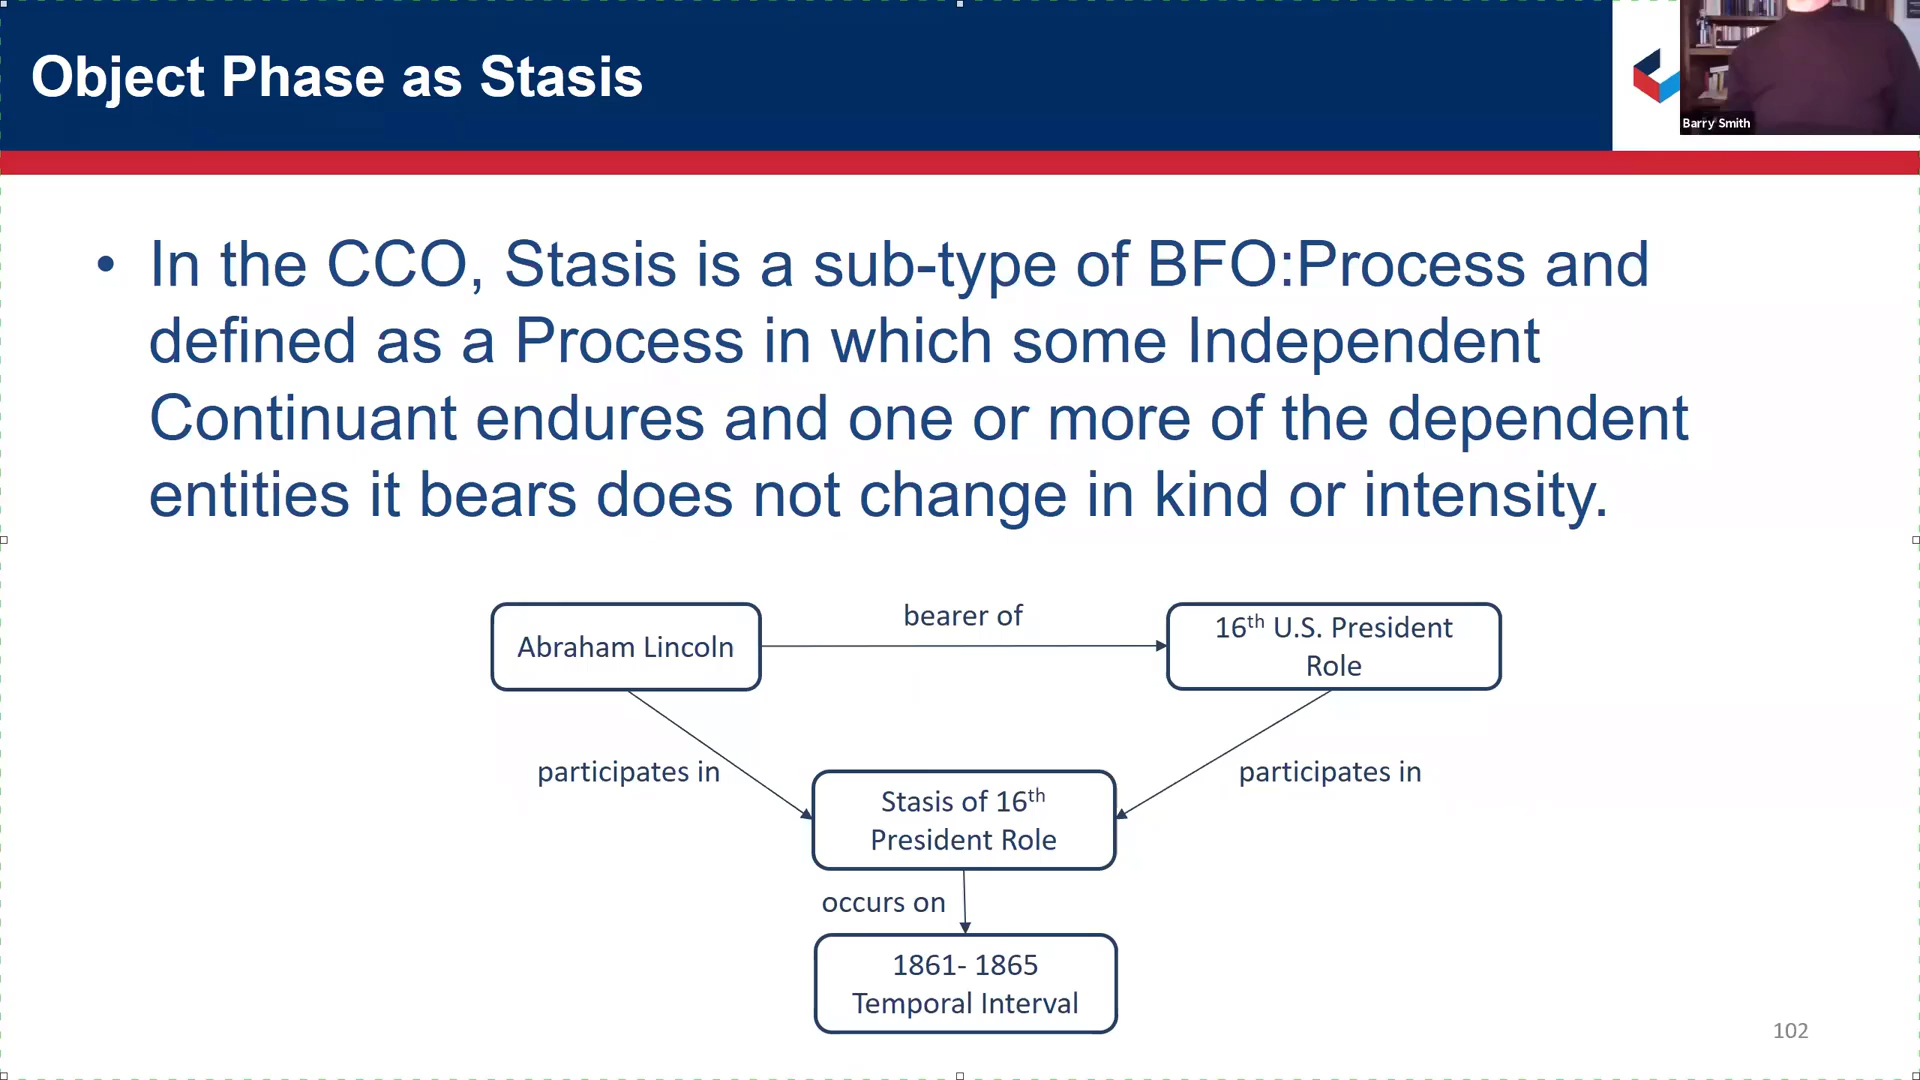 Object Phase as Stasis
Barry Smith
• In the CCO, Stasis is a sub-type of BFO:Process and
defined as a Process in which some Independent
Continuant endures and one or more of the dependent
entities it bears does not change in kind or intensity.
bearer of
Abraham Lincoln
16th U.S. President
Role
participates in
participates in
Stasis of 16th
President Role
occurs on
1861- 1865
Temporal Interval
102